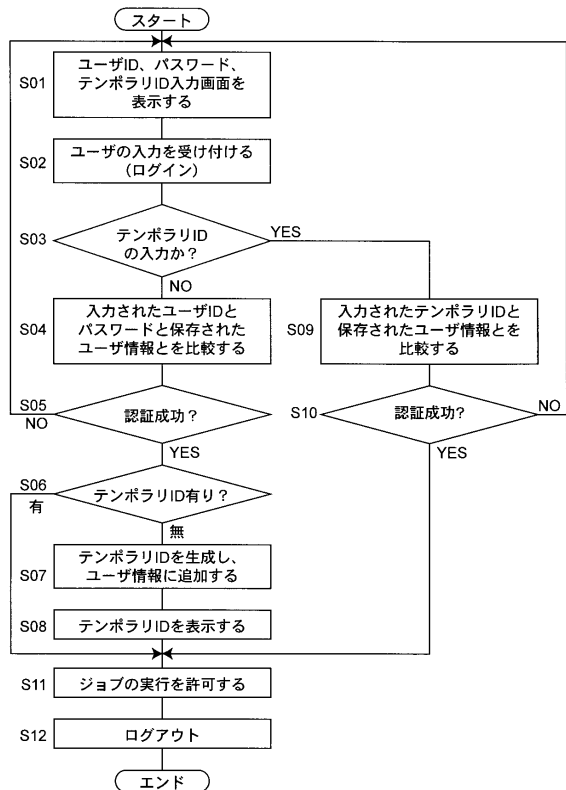 スタート
S01
ユーザID、パスワード、
テンポラリID入力画面を
表示する
S02
ユーザの入力を受け付ける
(ログイン)
S03
テンポラリID
の入力か？
YES
NO
S04
入力されたユーザIDと
パスワードと保存された
ユーザ情報とを比較する
S09
入力されたテンポラリIDと
保存されたユーザ情報とを
比較する
S05
NO
認証成功？
YES
S10
認証成功？
NO
YES
S06
有
テンポラリID有り？
無
S07
テンポラリIDを生成し、
ユーザ情報に追加する
S08
テンポラリIDを表示する
S11
ジョブの実行を許可する
S12
ログアウト
エンド